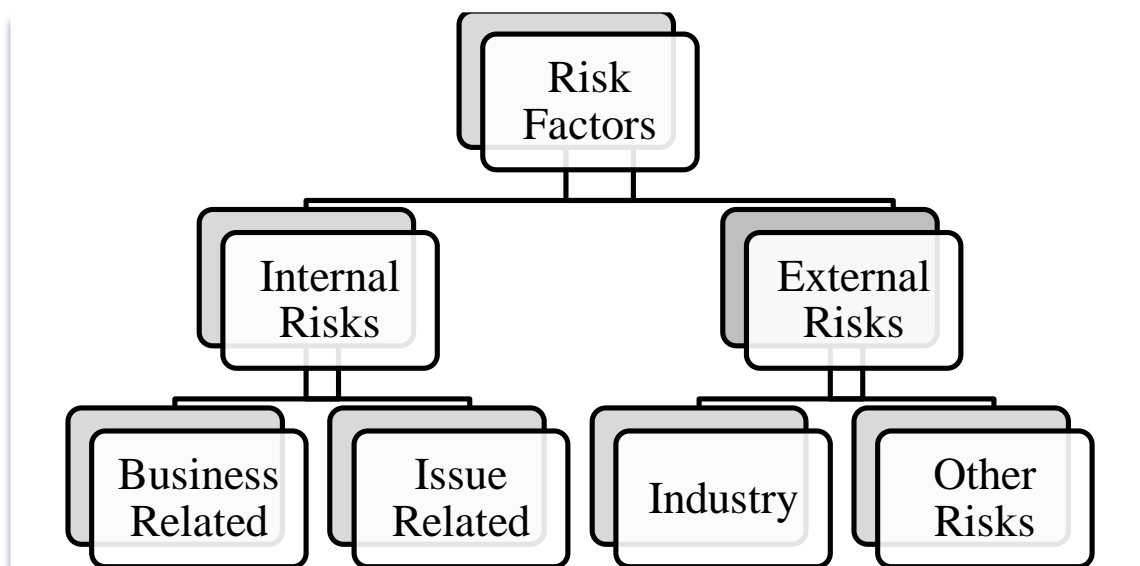 Risk
Factors
Internal
Risks
External
Risks
Business
Related
Issue
Related
Industry
Other
Risks